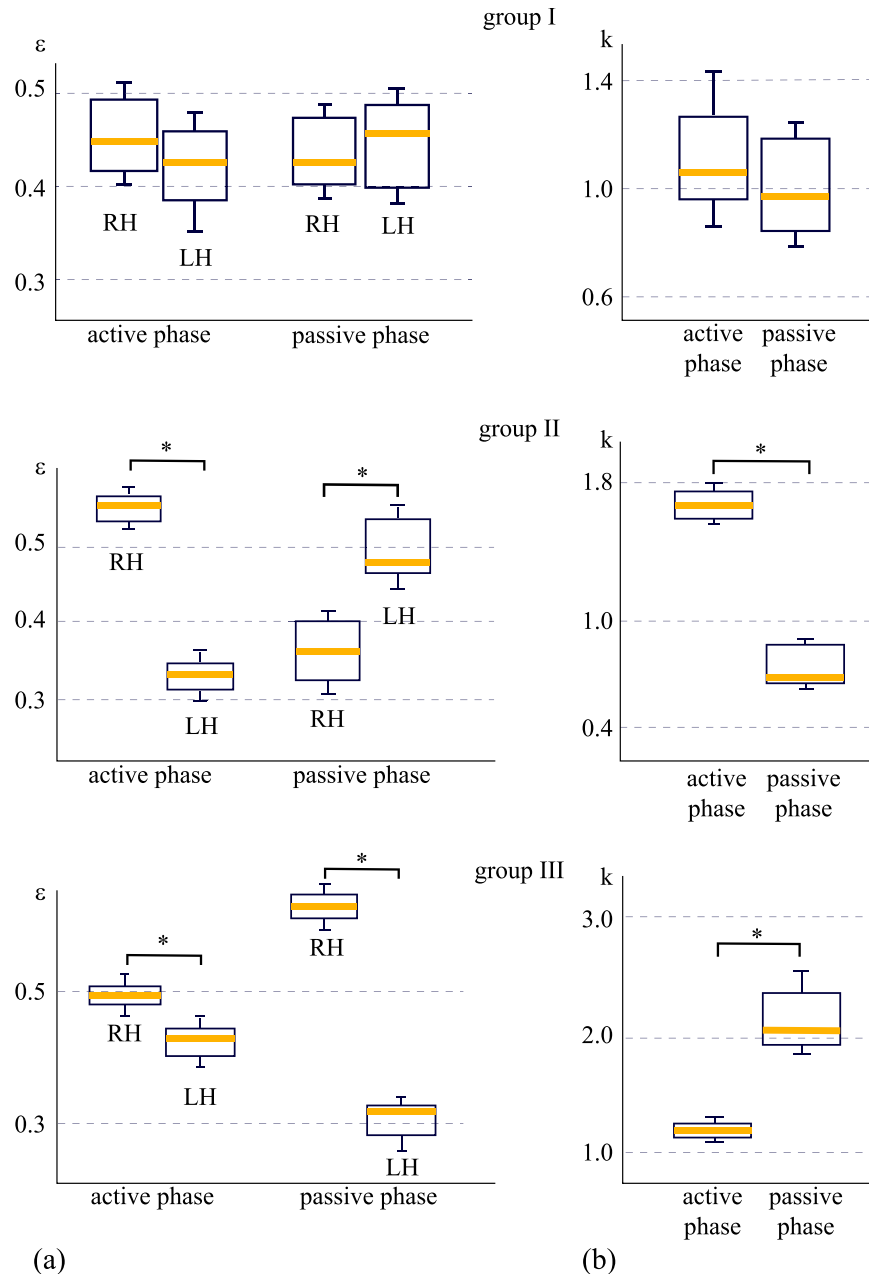 group I
ε
0.5
0.4
0.3
RH
LH
RH
LH
active phase
passive phase
k
1.4
1.0
0.6
active
phase
passive
phase
group II
ε
0.5
0.4
0.3
*
*
RH
LH
RH
LH
active phase
passive phase
k
1.8
1.0
0.4
*
active
phase
passive
phase
group III
ε
0.5
0.3
*
*
RH
LH
RH
LH
active phase
passive phase
k
3.0
2.0
1.0
*
active
phase
passive
phase
(a)
(b)